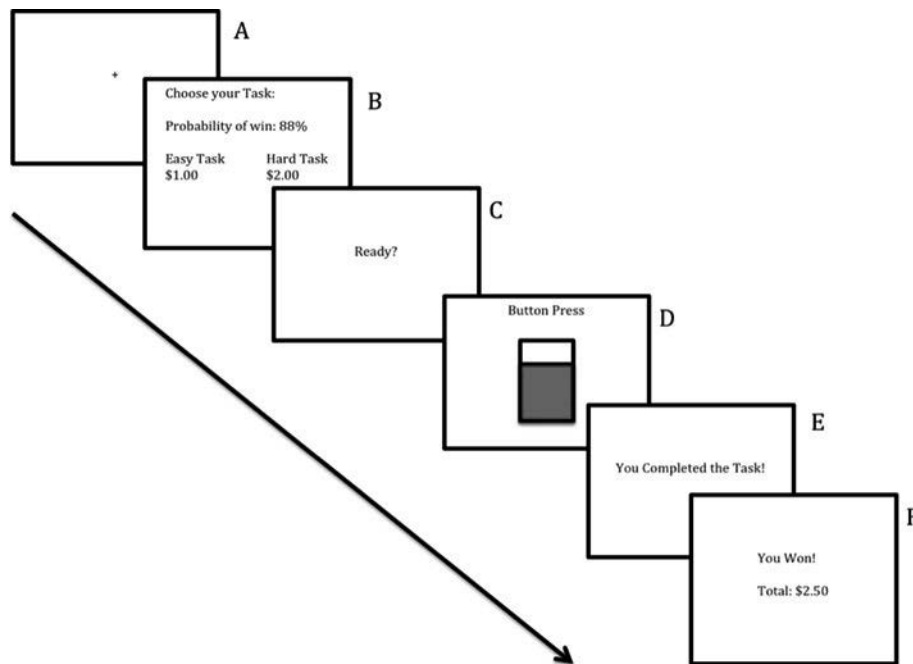 A
+
B
Choose your Task:
Probability of win: 88%
Easy Task Hard Task
$1.00 $2.00
C
Ready?
D
Button Press
E
You Completed the Task!
F
You Won!
Total: $2.50